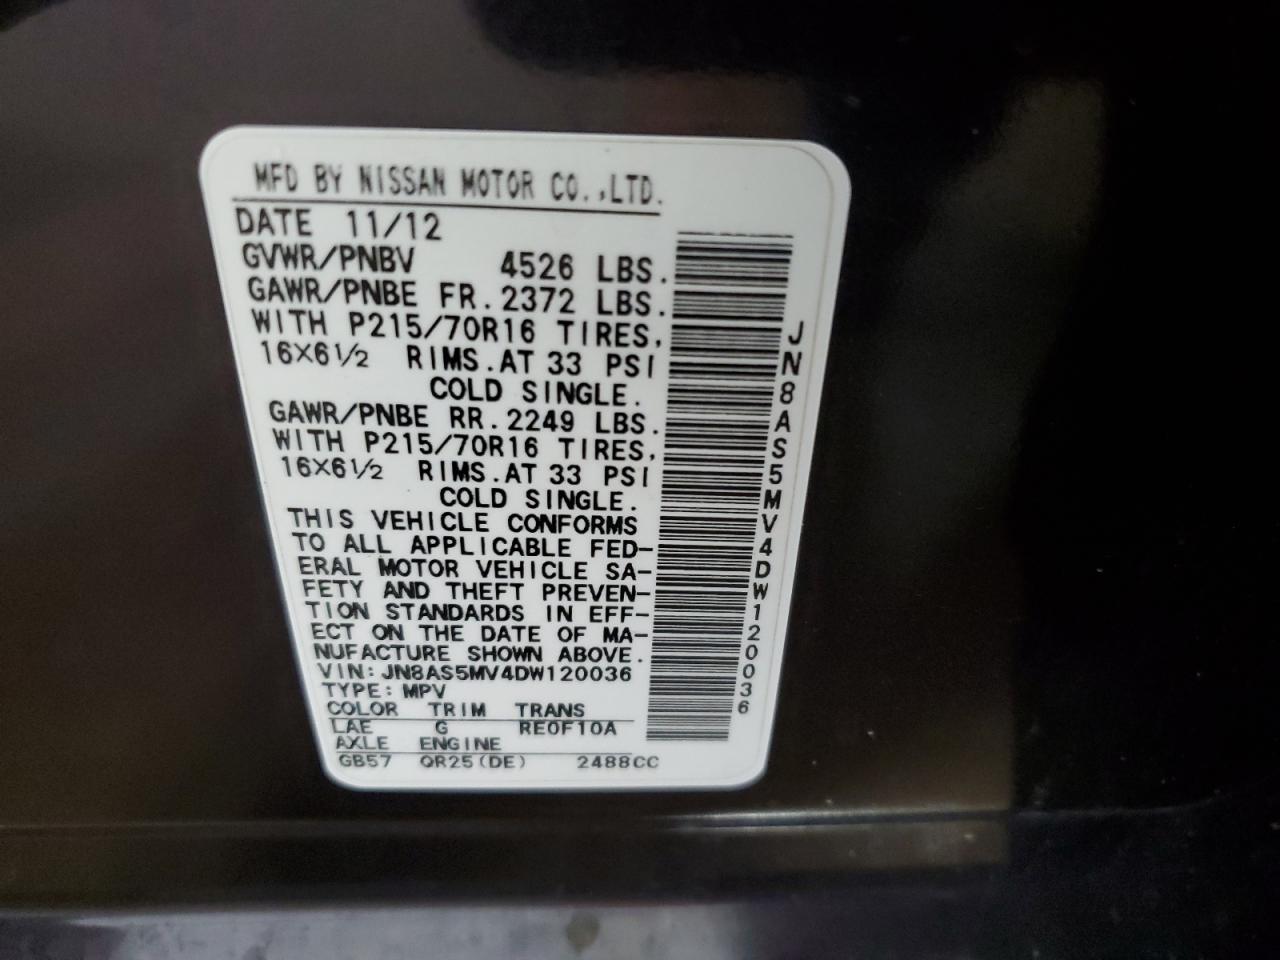 MFD BY NISSAN MOTOR CO.,LTD.
DATE 11/12
GVWR/PNBV 4526 LBS.
GAWR/PNBE FR.2372 LBS.
WITH P215/70R16 TIRES,
16X6½ RIMS.AT 33 PSI
COLD SINGLE.
GAWR/PNBE RR.2249 LBS.
WITH P215/70R16 TIRES,
16X6½ RIMS.AT 33 PSI
COLD SINGLE.
THIS VEHICLE CONFORMS
TO ALL APPLICABLE FED-
ERAL MOTOR VEHICLE SA-
FETY AND THEFT PREVEN-
TION STANDARDS IN EFF-
ECT ON THE DATE OF MA-
NUFACTURE SHOWN ABOVE.
VIN:JN8AS5MV4DW120036
TYPE:MPV
COLOR TRIM TRANS
LAE G RE0F10A
AXLE ENGINE
GB57 QR25(DE) 2488CC
JN8AS5MV4DW120036